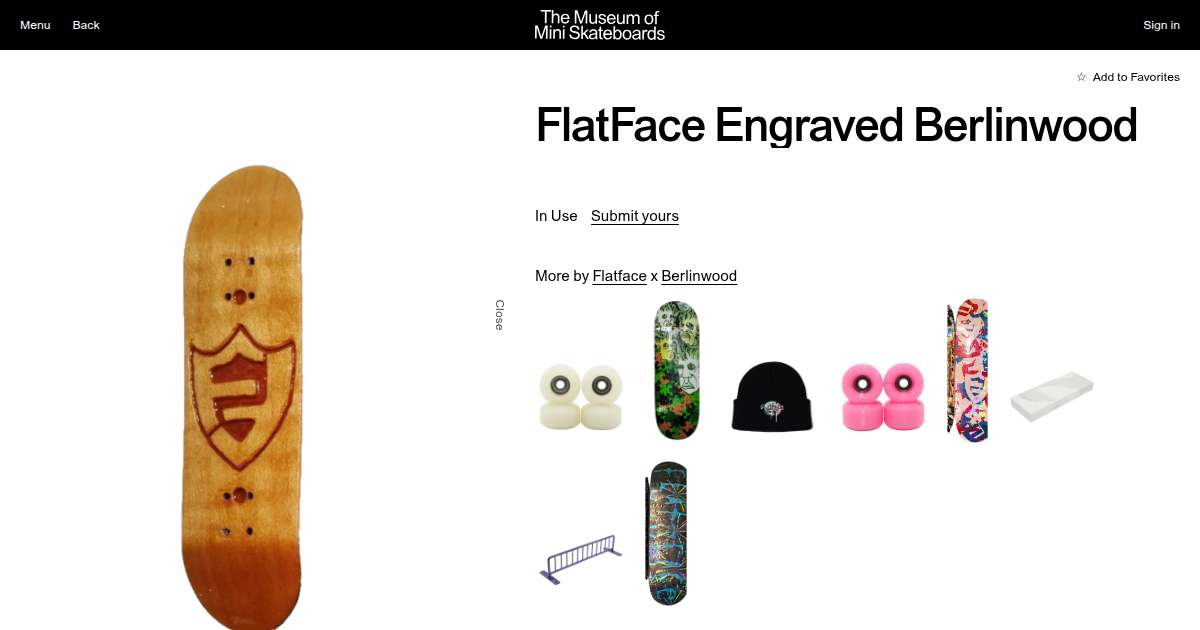 Menu
Back
The Museum of
Mini Skateboards
Sign in
☆ Add to Favorites
FlatFace Engraved Berlinwood
In Use
Submit yours
More by Flatface x Berlinwood
Close